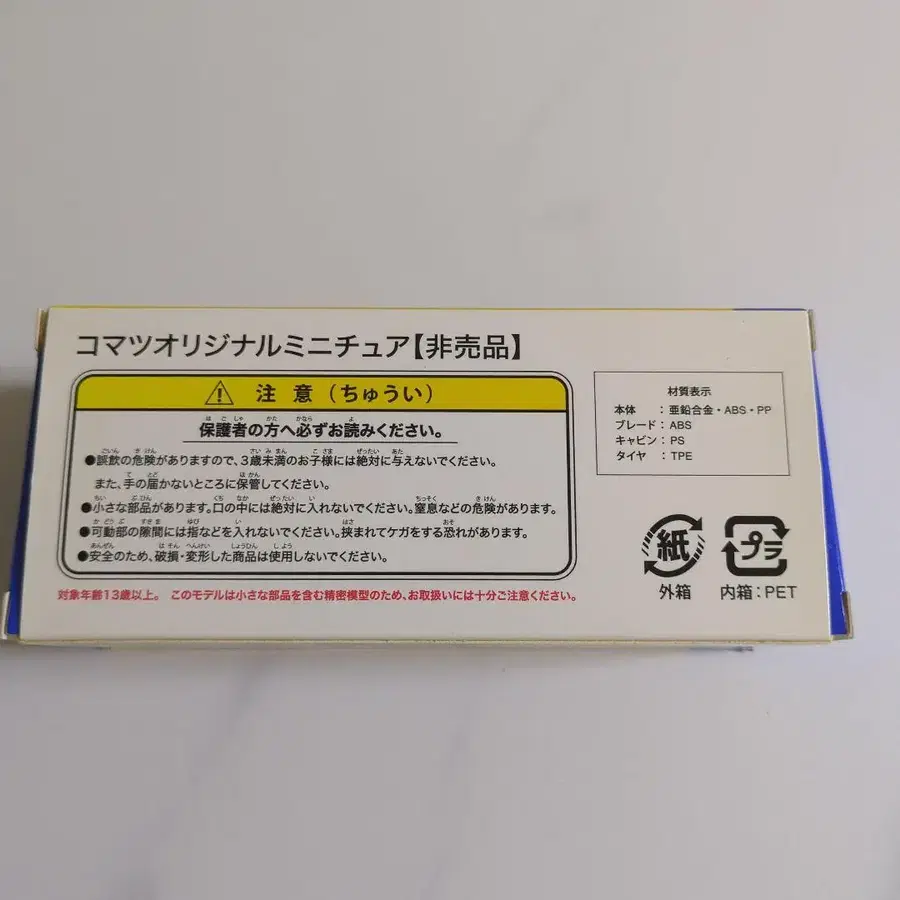 コマツオリジナルミニチュア【非売品】
注 意（ちゅうい）
保護者の方へ必ずお読みください。
●誤飲の危険がありますので、3歳未満のお子様には絶対に与えないでください。
また、手の届かないところに保管してください。
●小さな部品があります。口の中には絶対に入れないでください。窒息などの危険があります。
●可動部の隙間には指などを入れないでください。挟まれてケガをする恐れがあります。
●安全のため、破損・変形した商品は使用しないでください。
対象年齢13歳以上。 このモデルは小さな部品を含む精密模型のため、お取扱いには十分ご注意ください。
材質表示
本体 ：亜鉛合金・ABS・PP
ブレード：ABS
キャビン：PS
タイヤ ：TPE
紙
外箱
プラ
内箱：PET